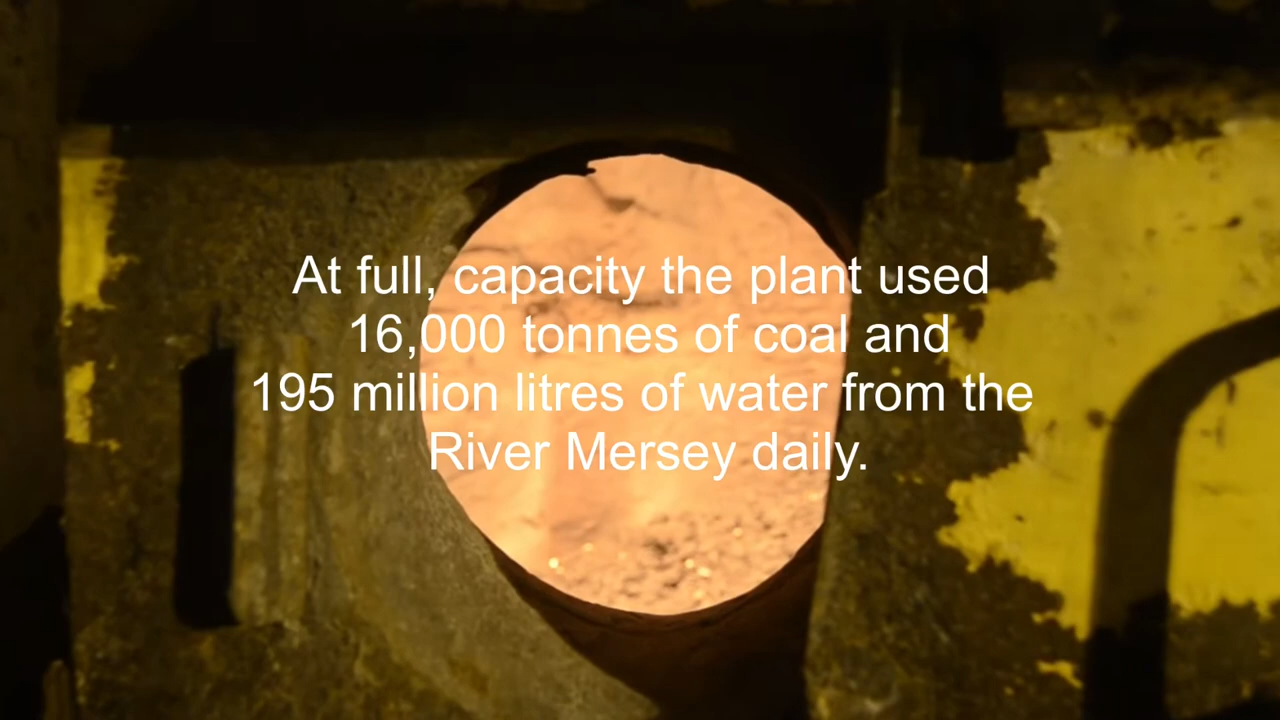 At full, capacity the plant used
16,000 tonnes of coal and
195 million litres of water from the
River Mersey daily.